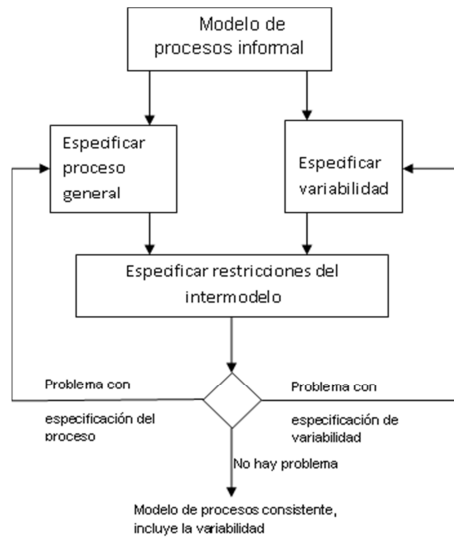 Modelo de
procesos informal
Especificar
proceso
general
Especificar
variabilidad
Especificar restricciones del
intermodelo
Problema con
especificación del
proceso
Problema con
especificación de
variabilidad
No hay problema
Modelo de procesos consistente,
incluye la variabilidad